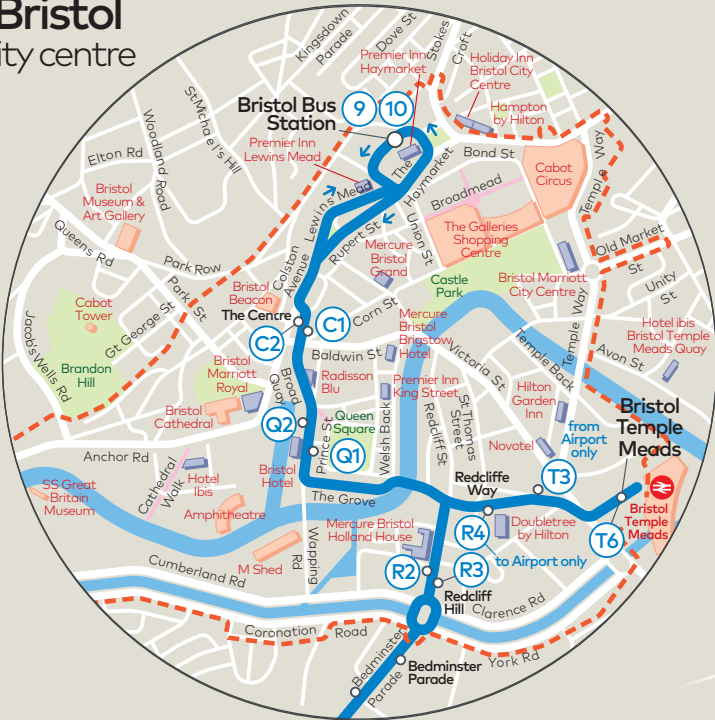 Bristol
ity centre
Kingsdown
Parade
Dove St
Stokes
Croft
Premier Inn
Haymarket
Holiday Inn
Bristol City
Centre
Hampton
by Hilton
St Michael's Hill
Woodland Road
Elton Rd
Bristol Bus
Station
9
10
Premier Inn
Lewins Mead
Bond St
Cabot
Circus
Temple Way
Bristol
Museum &
Art Gallery
Queens Rd
Park Row
Park St
Lewins Mead
The
Haymarket
Broadmead
Rupert St
Union St
The Galleries
Shopping
Centre
Old Market
St
Colston
Avenue
Mercure
Bristol
Grand
Castle
Park
Bristol Marriott
City Centre
Unity
St
Cabot
Tower
Gt George St
Bristol
Beacon
The Centre
Corn St
C1
C2
Temple Way
Hotel ibis
Bristol Temple
Meads Quay
Jacob's Wells Rd
Brandon
Hill
Mercure
Bristol
Brigstow
Hotel
Baldwin St
Victoria St
Temple Back
Avon St
Bristol
Marriott
Royal
Broad
Quay
Radisson
Blu
Premier Inn
King Street
Hilton
Garden
Inn
Bristol
Cathedral
Q2
Queen
Square
Welsh Back
Redcliff St
St Thomas
Street
from
Airport
only
Bristol
Temple
Meads
Novotel
Anchor Rd
Prince St
Q1
Cathedral
Walk
Hotel
Ibis
Bristol
Hotel
Redcliffe
Way
T3
SS Great
Britain
Museum
Amphitheatre
The Grove
Mercure Bristol
Holland House
R4
Doubletree
by Hilton
T6
Bristol
Temple
Meads
to Airport only
M Shed
Wapping
Rd
Cumberland Rd
R2
R3
Redcliff
Hill
Clarence Rd
Coronation Road
York Rd
Bedminster
Parade
Bedminster
Parade